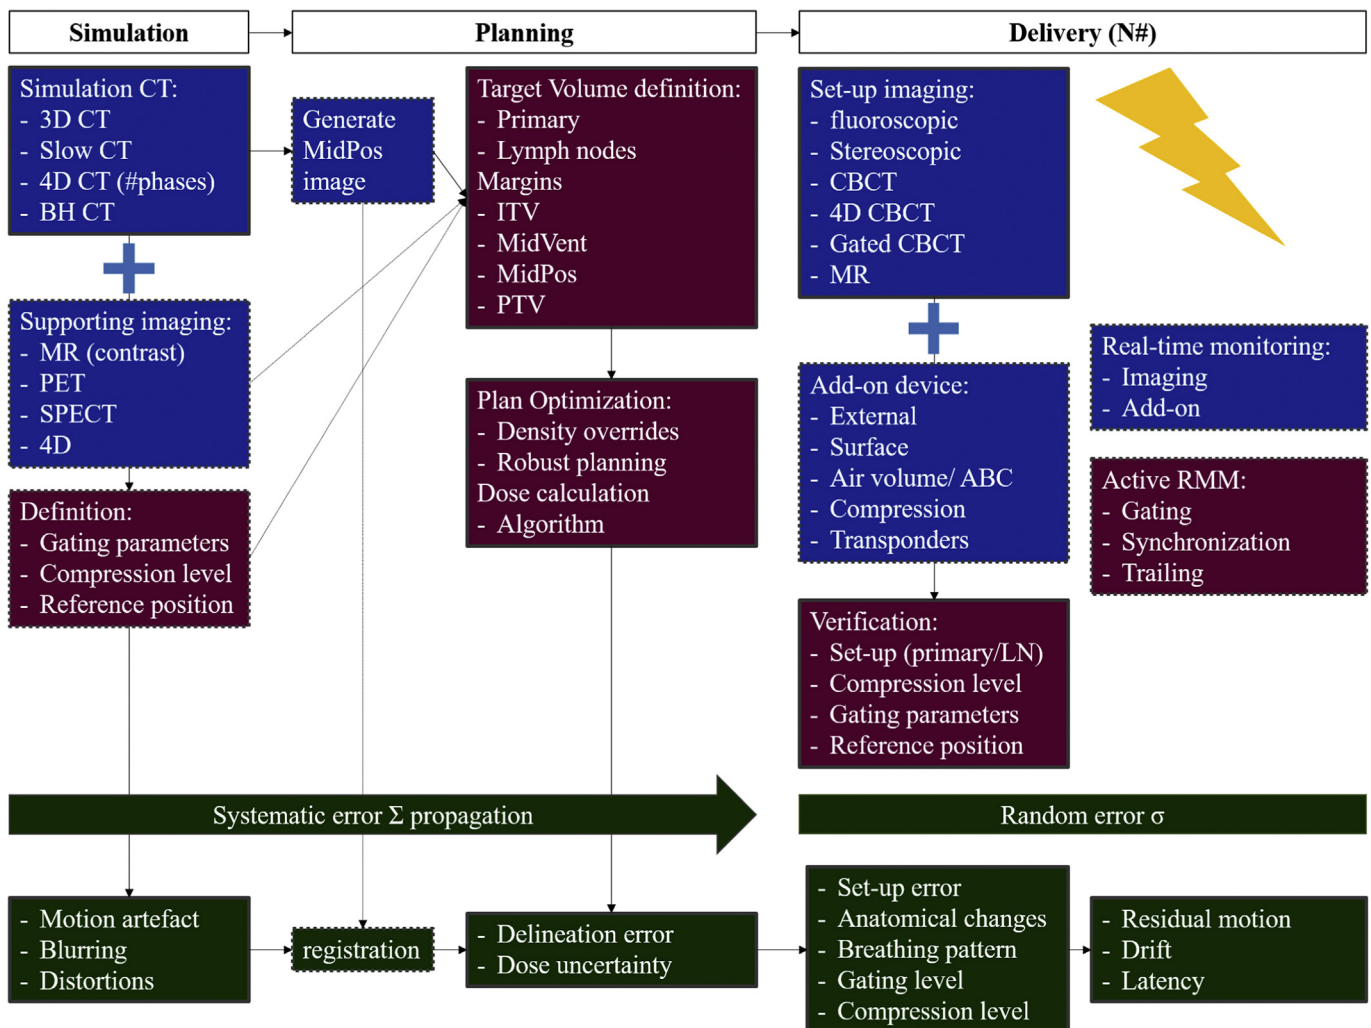 Simulation
Planning
Delivery (N#)
Simulation CT:
- 3D CT
- Slow CT
- 4D CT (#phases)
- BH CT
Supporting imaging:
- MR (contrast)
- PET
- SPECT
- 4D
Definition:
- Gating parameters
- Compression level
- Reference position
Generate
MidPos
image
Target Volume definition:
- Primary
- Lymph nodes
Margins
- ITV
- MidVent
- MidPos
- PTV
Plan Optimization:
- Density overrides
- Robust planning
Dose calculation
- Algorithm
Set-up imaging:
- fluoroscopic
- Stereoscopic
- CBCT
- 4D CBCT
- Gated CBCT
- MR
Add-on device:
- External
- Surface
- Air volume/ ABC
- Compression
- Transponders
Verification:
- Set-up (primary/LN)
- Compression level
- Gating parameters
- Reference position
Real-time monitoring:
- Imaging
- Add-on
Active RMM:
- Gating
- Synchronization
- Trailing
Systematic error Σ propagation
Random error σ
- Motion artefact
- Blurring
- Distortions
registration
- Delineation error
- Dose uncertainty
- Set-up error
- Anatomical changes
- Breathing pattern
- Gating level
- Compression level
- Residual motion
- Drift
- Latency